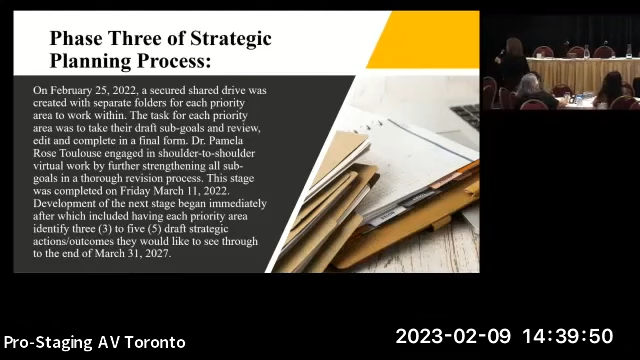 Phase Three of Strategic
Planning Process:
On February 25, 2022, a secured shared drive was
created with separate folders for each priority
area to work within. The task for each priority
area was to take their draft sub-goals and review,
edit and complete in a final form. Dr. Pamela
Rose Toulouse engaged in shoulder-to-shoulder
virtual work by further strengthening all sub-
goals in a thorough revision process. This stage
was completed on Friday March 11, 2022.
Development of the next stage began immediately
after which included having each priority area
identify three (3) to five (5) draft strategic
actions/outcomes they would like to see through
to the end of March 31, 2027.
Pro-Staging AV Toronto
2023-02-09 14:39:50